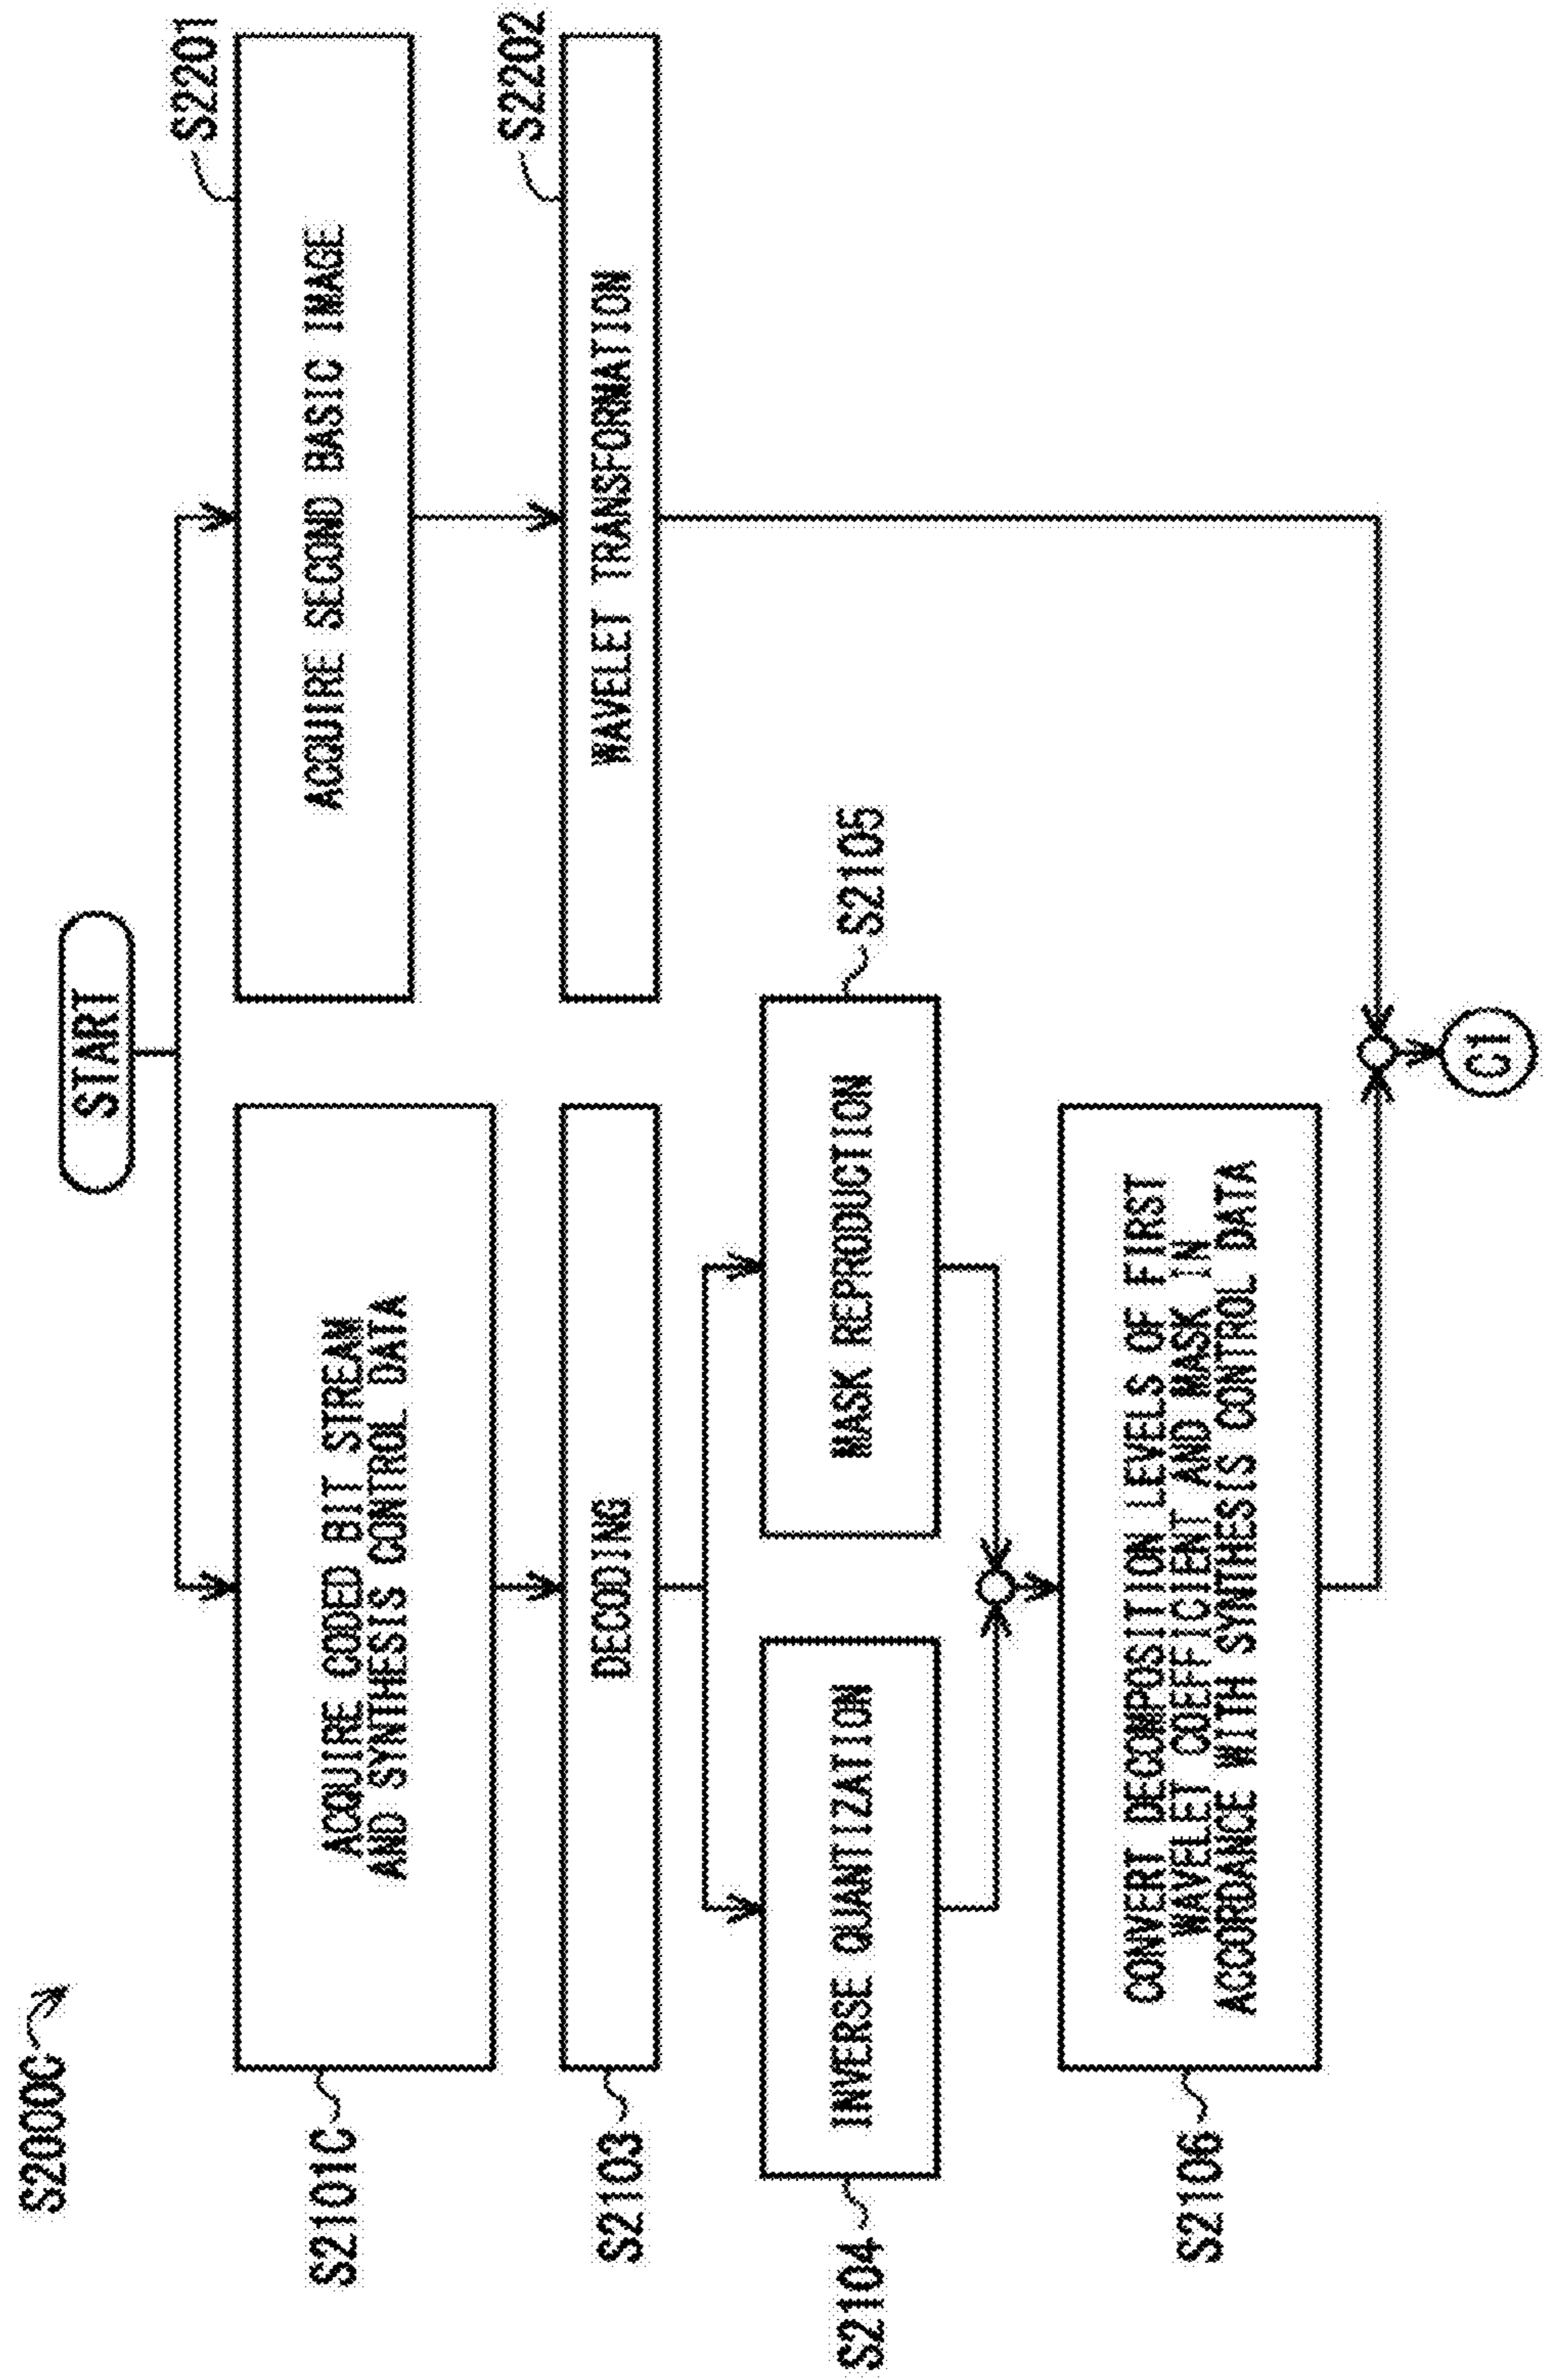 S2000C
START
S2101C
ACQUIRE CODED BIT STREAM
AND SYNTHESIS CONTROL DATA
S2201
ACQUIRE SECOND BASIC IMAGE
S2103
DECODING
S2202
WAVELET TRANSFORMATION
S2104
INVERSE QUANTIZATION
MASK REPRODUCTION
S2105
S2106
CONVERT DECOMPOSITION LEVELS OF FIRST
WAVELET COEFFICIENT AND MASK IN
ACCORDANCE WITH SYNTHESIS CONTROL DATA
C1